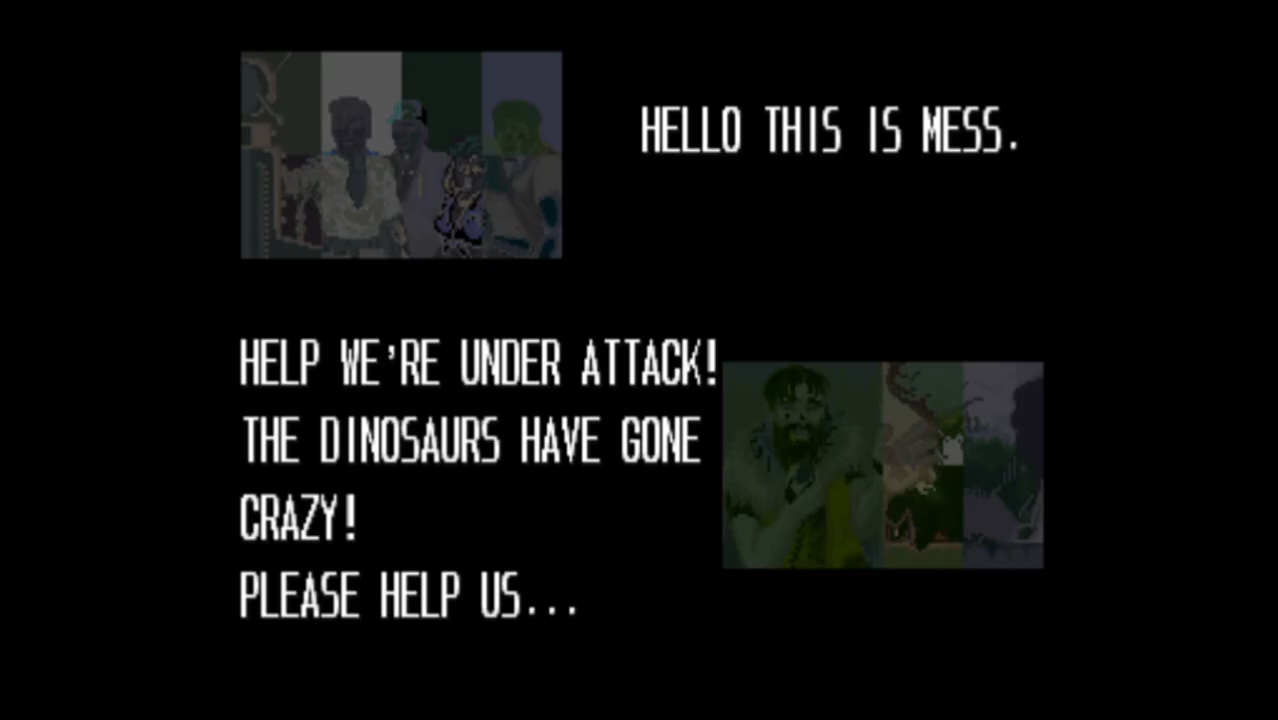 HELLO THIS IS MESS.
HELP WE'RE UNDER ATTACK!
THE DINOSAURS HAVE GONE
CRAZY!
PLEASE HELP US...